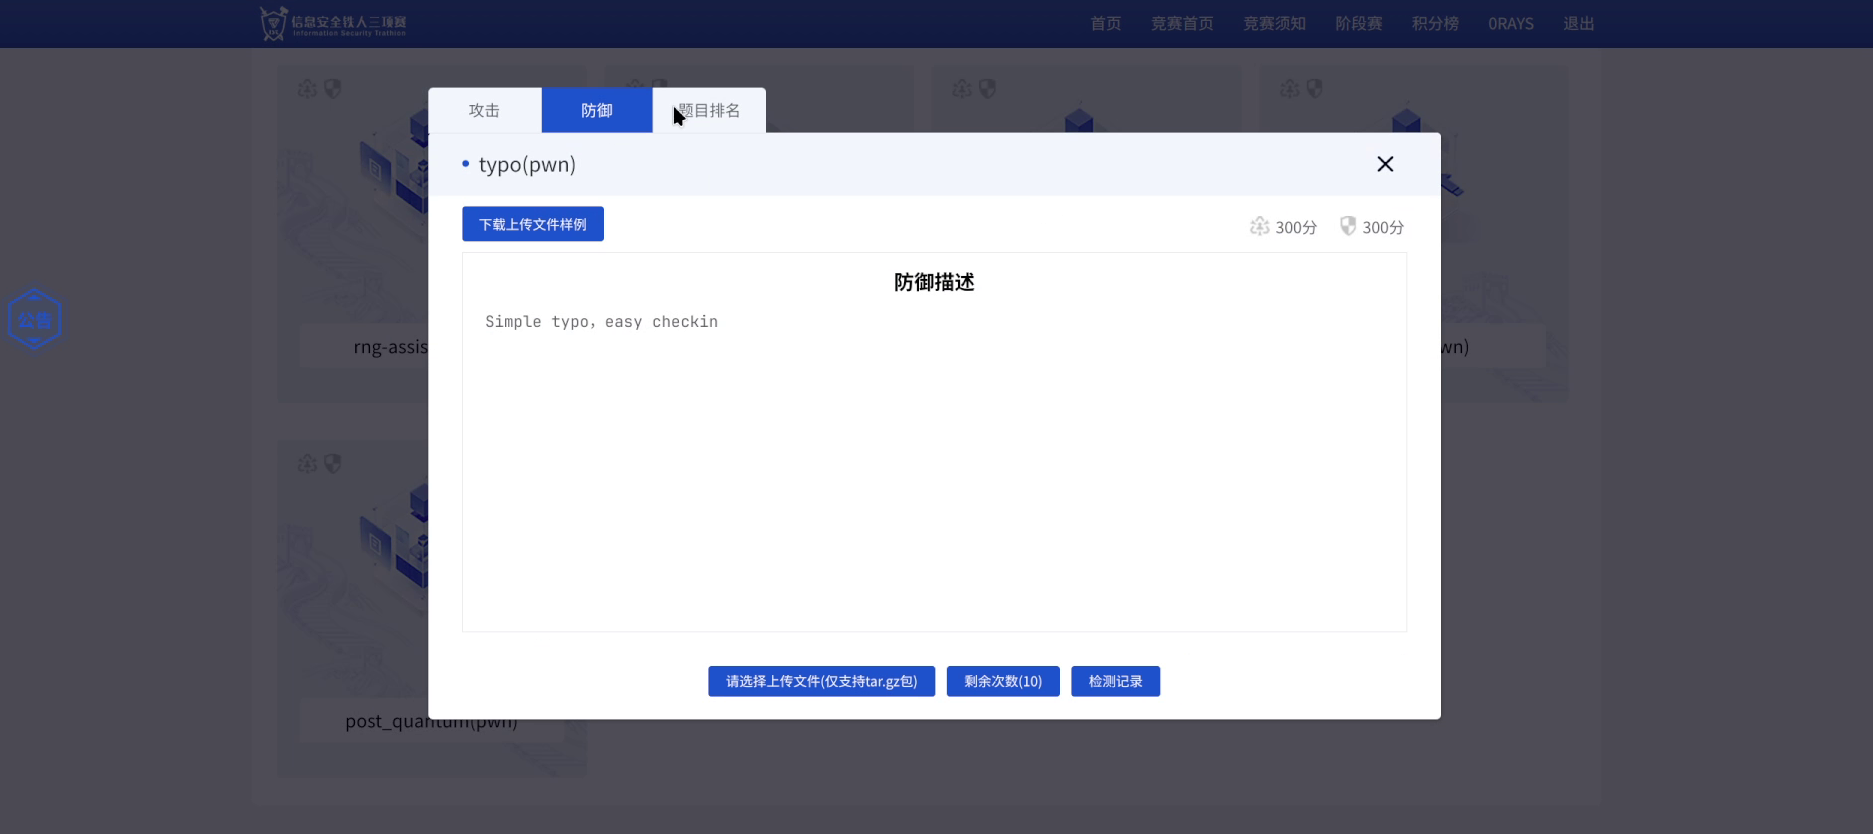 信息安全铁人三项赛
Information Security Triathlon
首页 竞赛首页 竞赛须知 阶段赛 积分榜 0RAYS 退出
攻击 防御 题目排名
typo(pwn)
下载上传文件样例
300分 300分
防御描述
Simple typo，easy checkin
公告
rng-assis
wn)
请选择上传文件(仅支持tar.gz包) 剩余次数(10) 检测记录
post_quantum(pwn)